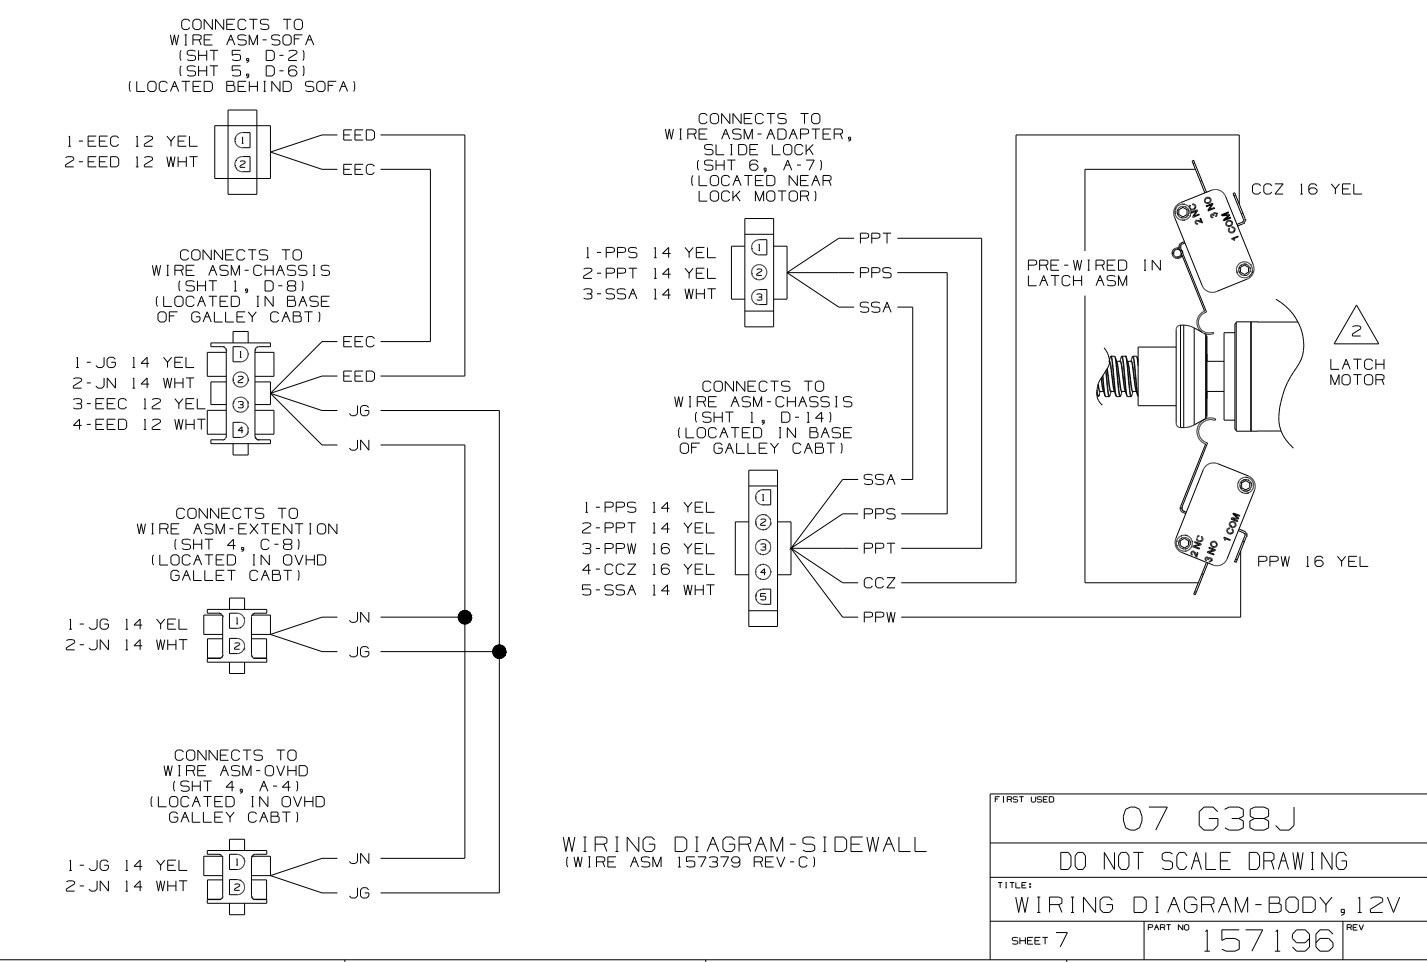 CONNECTS TO
WIRE ASM-SOFA
(SHT 5, D-2)
(SHT 5, D-6)
(LOCATED BEHIND SOFA)
1-EEC 12 YEL
2-EED 12 WHT
1
2
EED
EEC
CONNECTS TO
WIRE ASM-CHASSIS
(SHT 1, D-8)
(LOCATED IN BASE
OF GALLEY CABT)
1-JG 14 YEL
2-JN 14 WHT
3-EEC 12 YEL
4-EED 12 WHT
1
2
3
4
EEC
EED
JG
JN
CONNECTS TO
WIRE ASM-EXTENTION
(SHT 4, C-8)
(LOCATED IN OVHD
GALLET CABT)
1-JG 14 YEL
2-JN 14 WHT
1
2
JN
JG
CONNECTS TO
WIRE ASM-OVHD
(SHT 4, A-4)
(LOCATED IN OVHD
GALLEY CABT)
1-JG 14 YEL
2-JN 14 WHT
1
2
JN
JG
CONNECTS TO
WIRE ASM-ADAPTER,
SLIDE LOCK
(SHT 6, A-7)
(LOCATED NEAR
LOCK MOTOR)
1-PPS 14 YEL
2-PPT 14 YEL
3-SSA 14 WHT
1
2
3
PPT
PPS
SSA
CONNECTS TO
WIRE ASM-CHASSIS
(SHT 1, D-14)
(LOCATED IN BASE
OF GALLEY CABT)
1-PPS 14 YEL
2-PPT 14 YEL
3-PPW 16 YEL
4-CCZ 16 YEL
5-SSA 14 WHT
1
2
3
4
5
SSA
PPS
PPT
CCZ
PPW
CCZ 16 YEL
2 NC
3 NO
1 COM
PRE-WIRED IN
LATCH ASM
2
LATCH
MOTOR
2 NC
3 NO
1 COM
PPW 16 YEL
WIRING DIAGRAM-SIDEWALL
(WIRE ASM 157379 REV-C)
FIRST USED
07 G38J
DO NOT SCALE DRAWING
TITLE:
WIRING DIAGRAM-BODY,12V
SHEET 7
PART NO
157196
REV